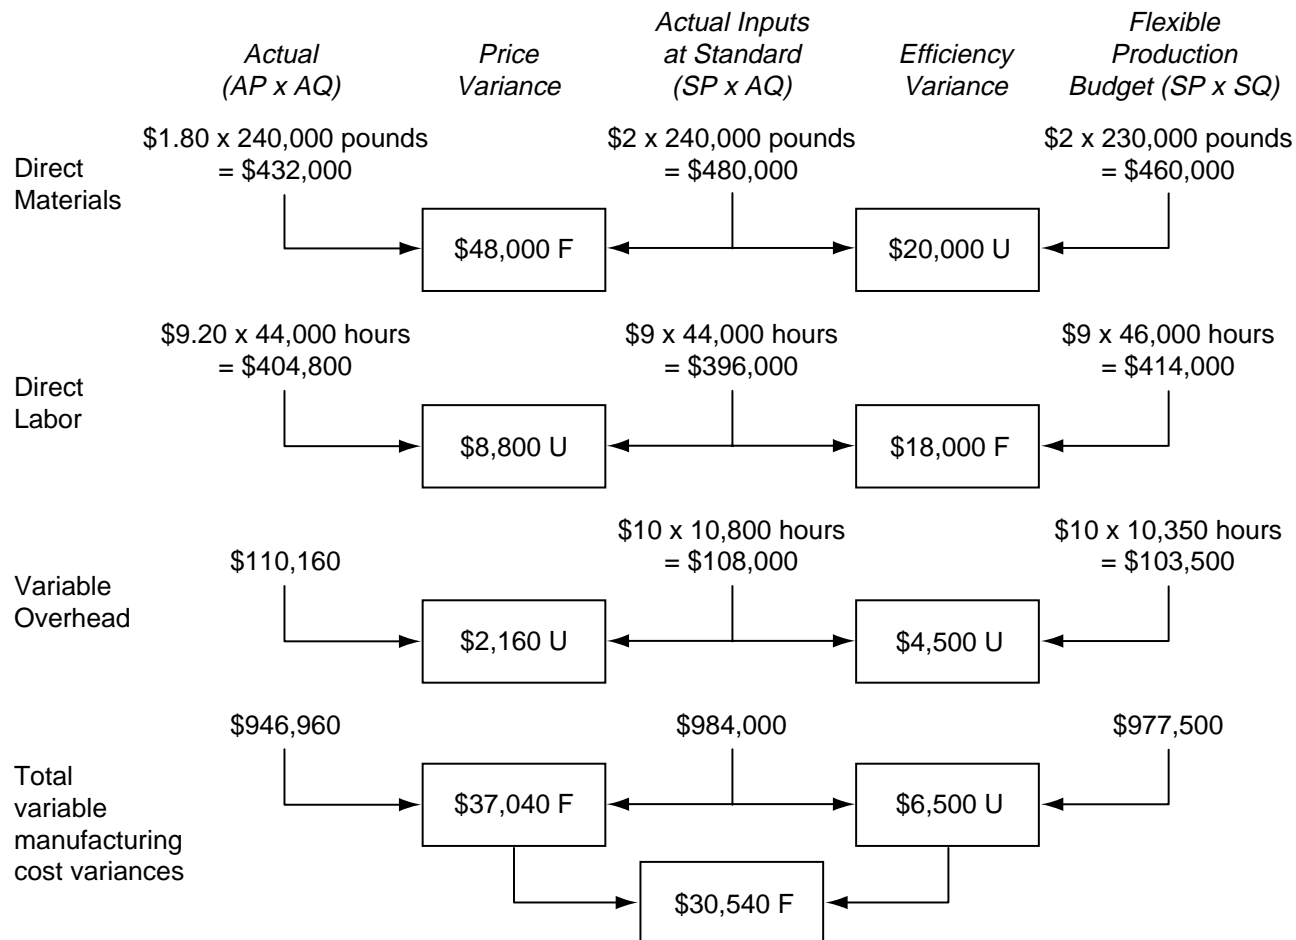 Actual
(AP x AQ)
Price
Variance
Actual Inputs
at Standard
(SP x AQ)
Efficiency
Variance
Flexible
Production
Budget (SP x SQ)
Direct
Materials
$1.80 x 240,000 pounds
= $432,000
$2 x 240,000 pounds
= $480,000
$2 x 230,000 pounds
= $460,000
$48,000 F
$20,000 U
Direct
Labor
$9.20 x 44,000 hours
= $404,800
$9 x 44,000 hours
= $396,000
$9 x 46,000 hours
= $414,000
$8,800 U
$18,000 F
Variable
Overhead
$110,160
$10 x 10,800 hours
= $108,000
$10 x 10,350 hours
= $103,500
$2,160 U
$4,500 U
Total
variable
manufacturing
cost variances
$946,960
$984,000
$977,500
$37,040 F
$6,500 U
$30,540 F